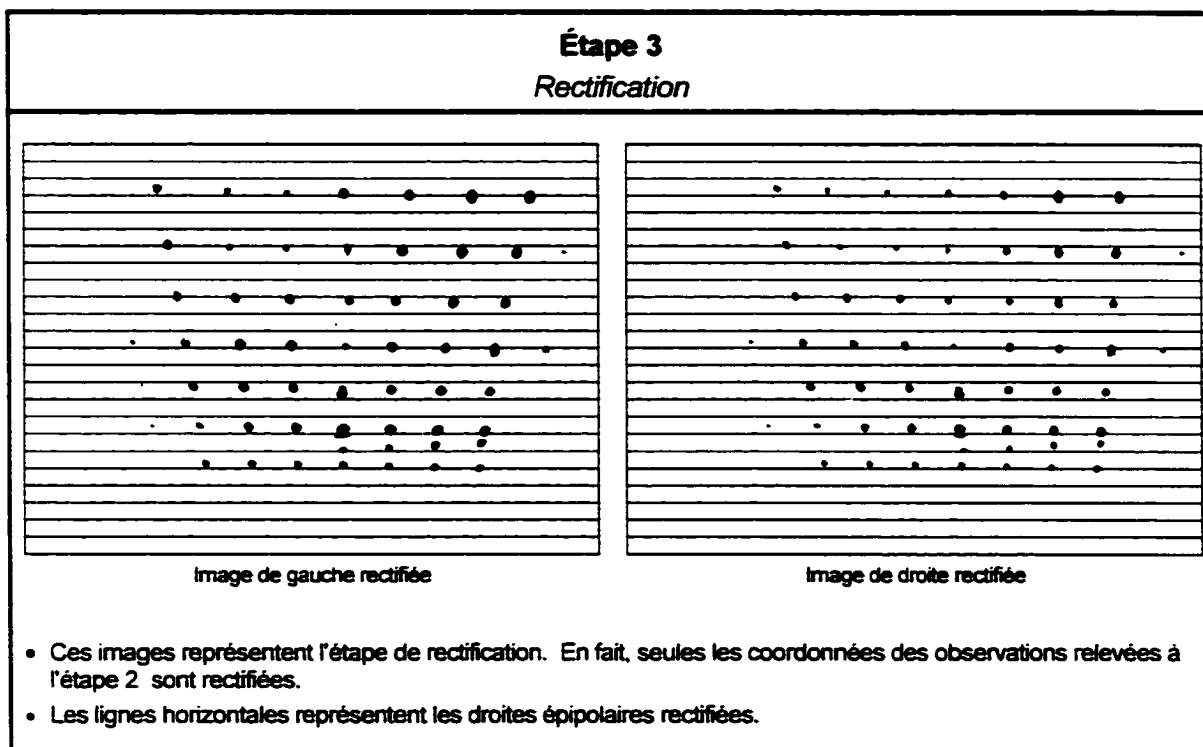 Étape 3
Rectification
Image de gauche rectifiée
Image de droite rectifiée
• Ces images représentent l'étape de rectification. En fait, seules les coordonnées des observations relevées à
l'étape 2 sont rectifiées.
• Les lignes horizontales représentent les droites épipolaires rectifiées.